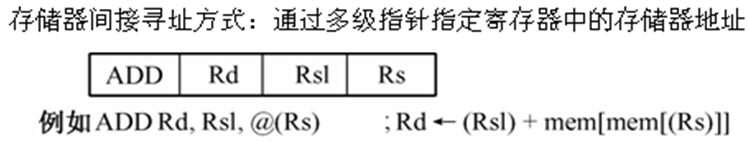 存储器间接寻址方式：通过多级指针指定寄存器中的存储器地址
ADD Rd Rsl Rs
例如 ADD Rd, Rsl, @(Rs) ; Rd ← (Rsl) + mem[mem[(Rs)]]